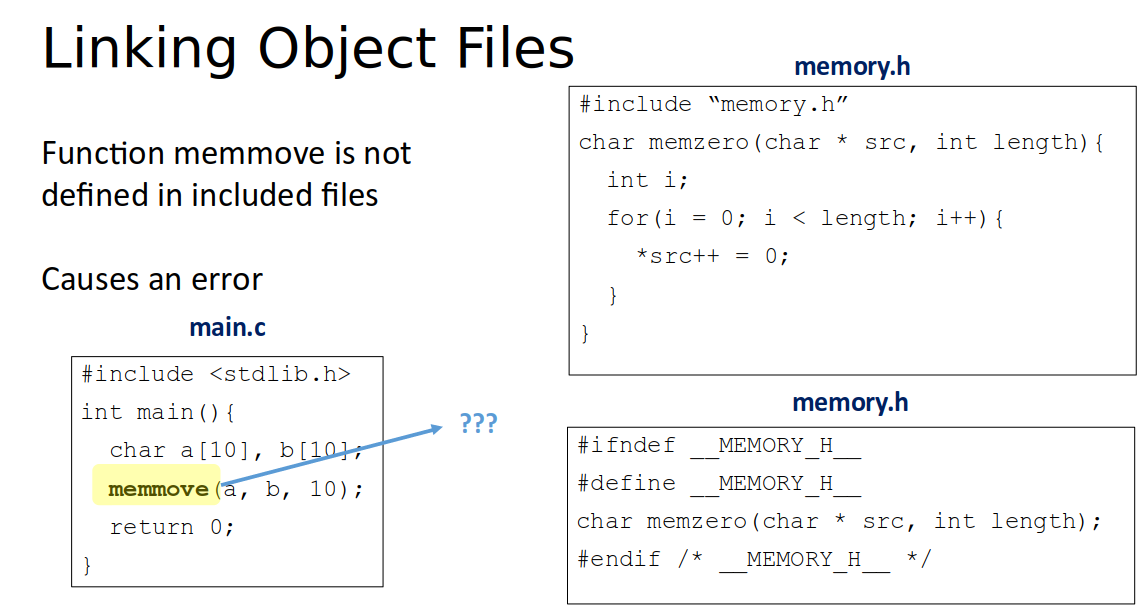 Linking Object Files
Function memmove is not
defined in included files
Causes an error
main.c
#include <stdlib.h>
int main(){
  char a[10], b[10];
  memmove(a, b, 10);
  return 0;
}
???
memory.h
#include “memory.h”
char memzero(char * src, int length){
  int i;
  for(i = 0; i < length; i++){
    *src++ = 0;
  }
}
memory.h
#ifndef __MEMORY_H__
#define __MEMORY_H__
char memzero(char * src, int length);
#endif /* __MEMORY_H__ */